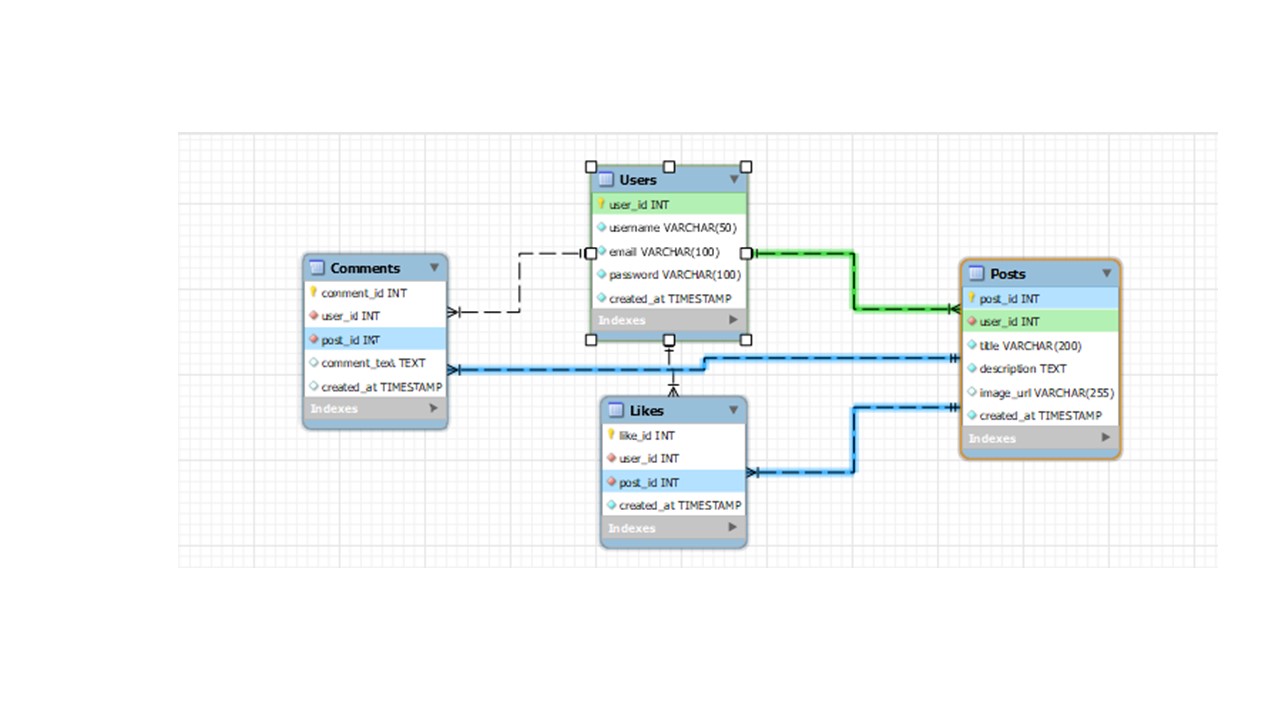 Users
user_id INT
username VARCHAR(50)
email VARCHAR(100)
password VARCHAR(100)
created_at TIMESTAMP
Indexes
Comments
comment_id INT
user_id INT
post_id INT
comment_text TEXT
created_at TIMESTAMP
Indexes
Posts
post_id INT
user_id INT
title VARCHAR(200)
description TEXT
image_url VARCHAR(255)
created_at TIMESTAMP
Indexes
Likes
like_id INT
user_id INT
post_id INT
created_at TIMESTAMP
Indexes